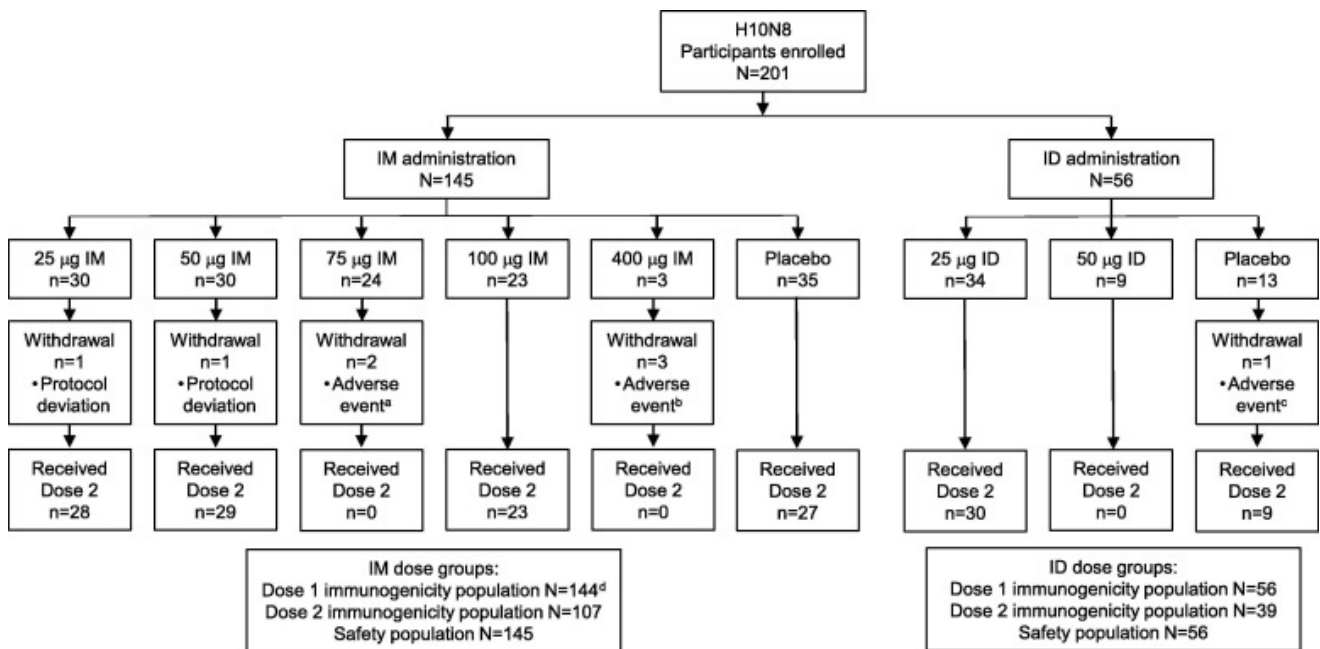 H10N8
Participants enrolled
N=201
IM administration
N=145
ID administration
N=56
25 µg IM
n=30
50 µg IM
n=30
75 µg IM
n=24
100 µg IM
n=23
400 µg IM
n=3
Placebo
n=35
25 µg ID
n=34
50 µg ID
n=9
Placebo
n=13
Withdrawal
n=1
•Protocol
deviation
Withdrawal
n=1
•Protocol
deviation
Withdrawal
n=2
•Adverse
eventᵃ
Withdrawal
n=3
•Adverse
eventᵇ
Withdrawal
n=1
•Adverse
eventᶜ
Received
Dose 2
n=28
Received
Dose 2
n=29
Received
Dose 2
n=0
Received
Dose 2
n=23
Received
Dose 2
n=0
Received
Dose 2
n=27
Received
Dose 2
n=30
Received
Dose 2
n=0
Received
Dose 2
n=9
IM dose groups:
Dose 1 immunogenicity population N=144ᵈ
Dose 2 immunogenicity population N=107
Safety population N=145
ID dose groups:
Dose 1 immunogenicity population N=56
Dose 2 immunogenicity population N=39
Safety population N=56